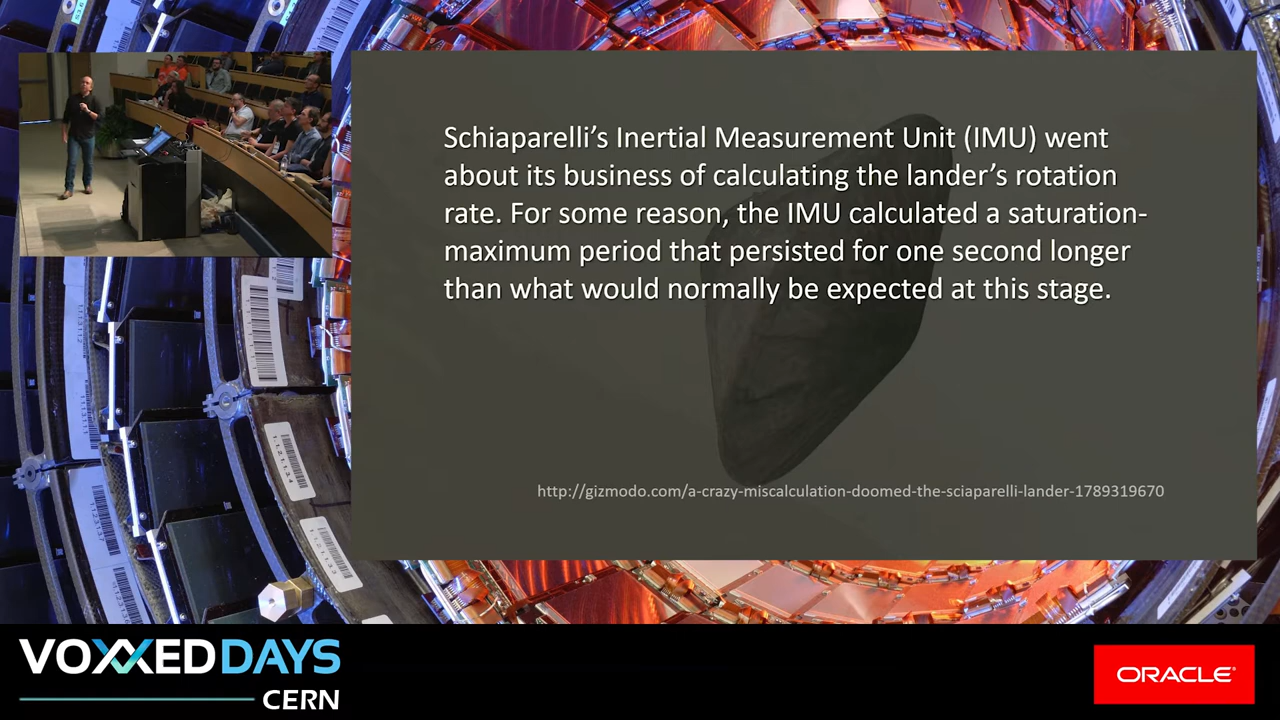 Schiaparelli’s Inertial Measurement Unit (IMU) went
about its business of calculating the lander’s rotation
rate. For some reason, the IMU calculated a saturation-
maximum period that persisted for one second longer
than what would normally be expected at this stage.
http://gizmodo.com/a-crazy-miscalculation-doomed-the-sciaparelli-lander-1789319670
VOXXED DAYS
CERN
ORACLE